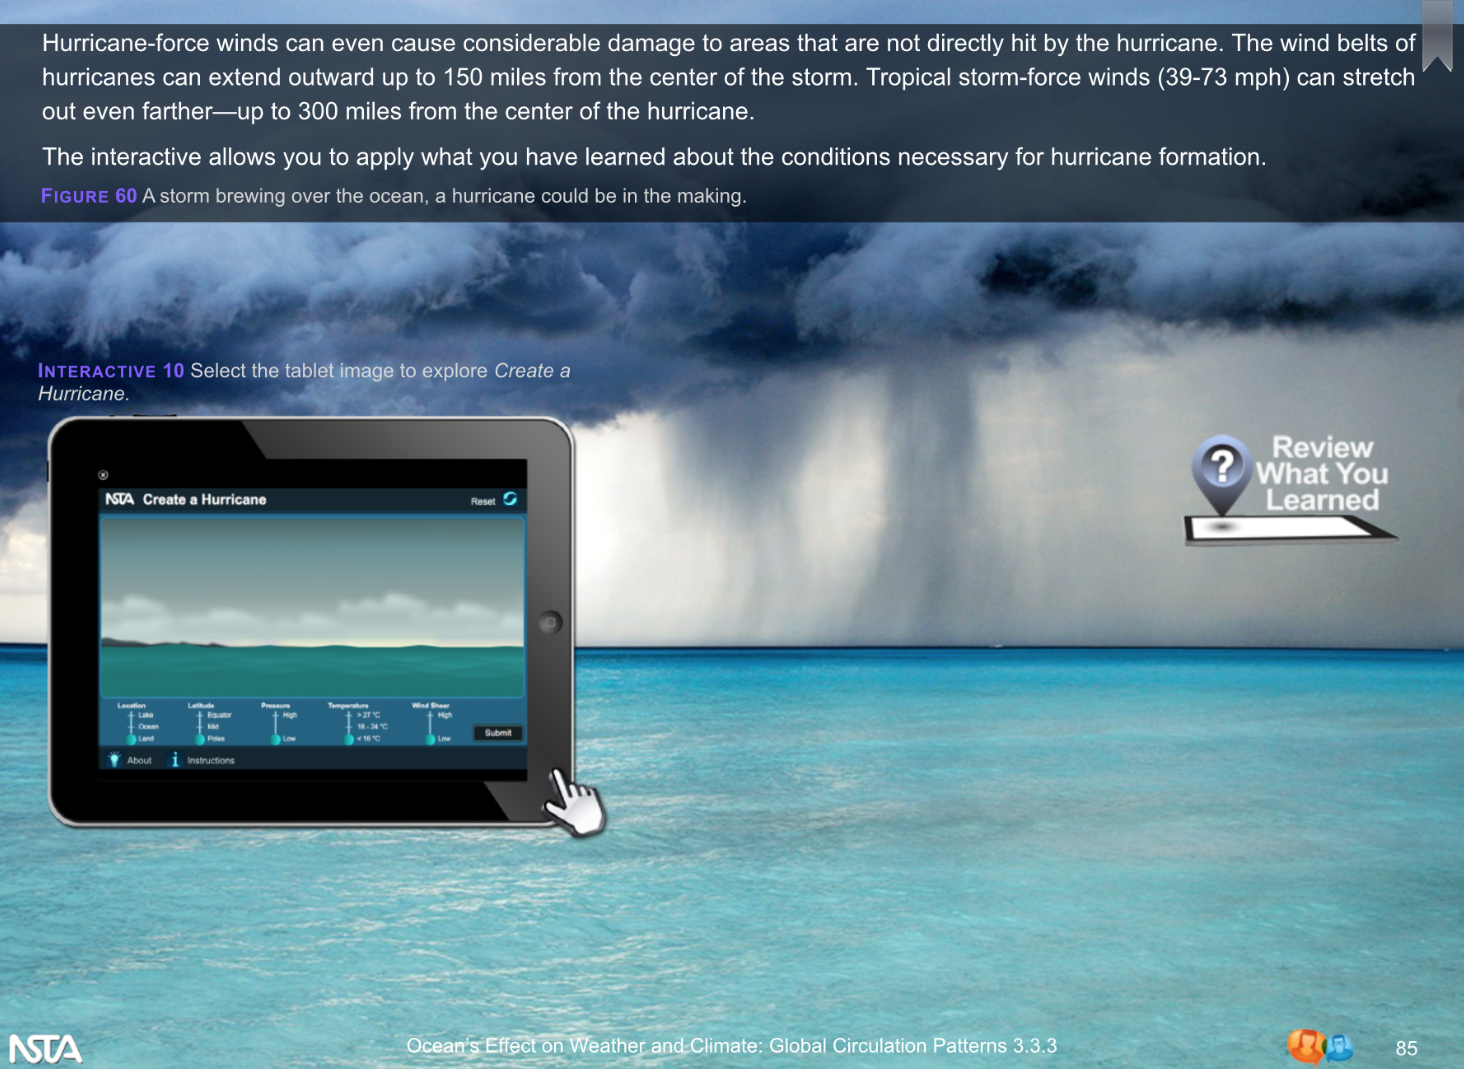 Hurricane-force winds can even cause considerable damage to areas that are not directly hit by the hurricane. The wind belts of
hurricanes can extend outward up to 150 miles from the center of the storm. Tropical storm-force winds (39-73 mph) can stretch
out even farther—up to 300 miles from the center of the hurricane.
The interactive allows you to apply what you have learned about the conditions necessary for hurricane formation.
FIGURE 60 A storm brewing over the ocean, a hurricane could be in the making.
INTERACTIVE 10 Select the tablet image to explore Create a
Hurricane.
Review
What You
Learned
?
NSTA Create a Hurricane Reset
Location Latitude Pressure Temperature Wind Shear
Lake Equator High > 27 °C High
Ocean Mid 18 - 24 °C
Land Poles Low < 16 °C Low
Submit
i
About Instructions
NSTA
Ocean's Effect on Weather and Climate: Global Circulation Patterns 3.3.3
85